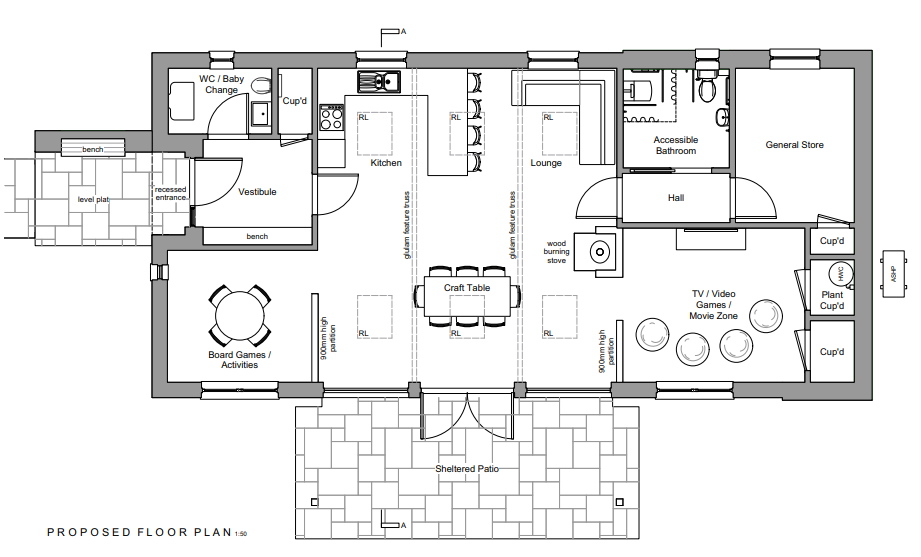 A
WC / Baby
Change
Cup'd
RL
RL
RL
Kitchen
Lounge
Accessible
Bathroom
General Store
bench
level plat
recessed
entrance
Vestibule
bench
glulam feature truss
glulam feature truss
Hall
wood
burning
stove
Cup'd
HWC
Plant
Cup'd
ASHP
Craft Table
TV / Video
Games /
Movie Zone
RL
RL
RL
900mm high
partition
900mm high
partition
Board Games /
Activities
Cup'd
Sheltered Patio
A
PROPOSED FLOOR PLAN 1:50